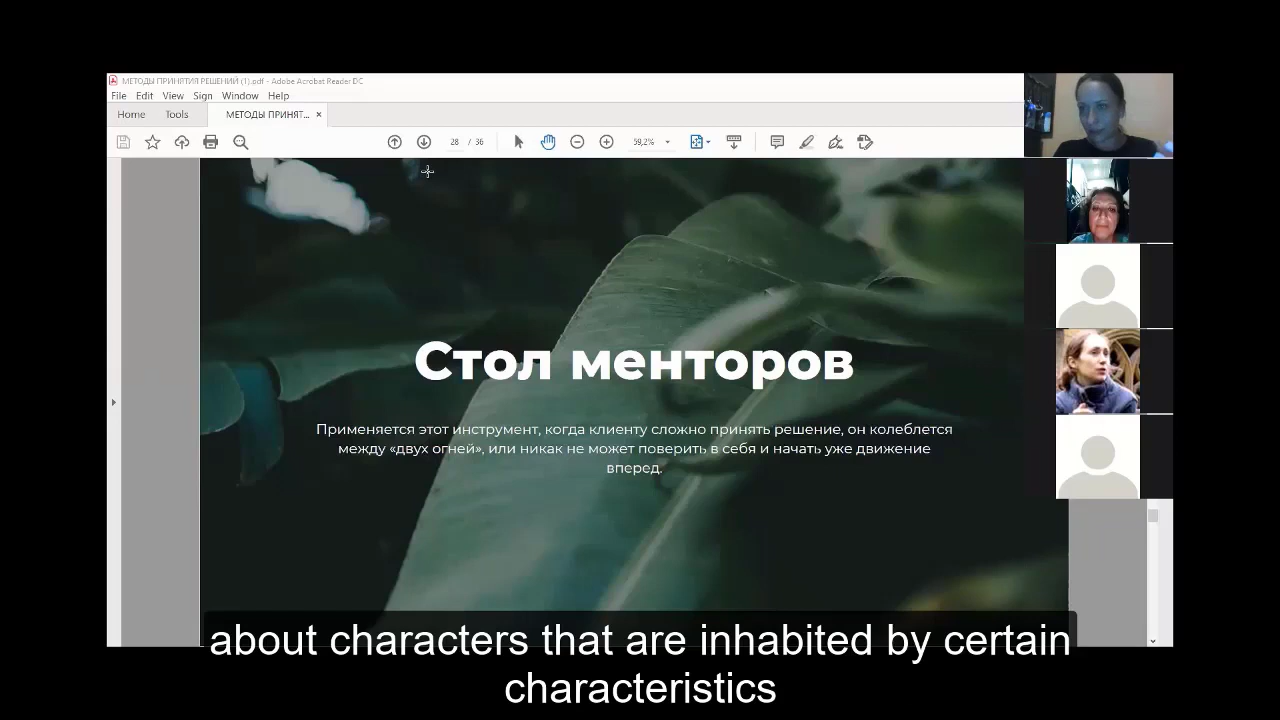 МЕТОДЫ ПРИНЯТИЯ РЕШЕНИЙ (1).pdf - Adobe Acrobat Reader DC
File Edit View Sign Window Help
Home Tools МЕТОДЫ ПРИНЯТ... ×
28 / 36 59,2%
Стол менторов
Применяется этот инструмент, когда клиенту сложно принять решение, он колеблется
между «двух огней», или никак не может поверить в себя и начать уже движение
вперед.
about characters that are inhabited by certain
characteristics